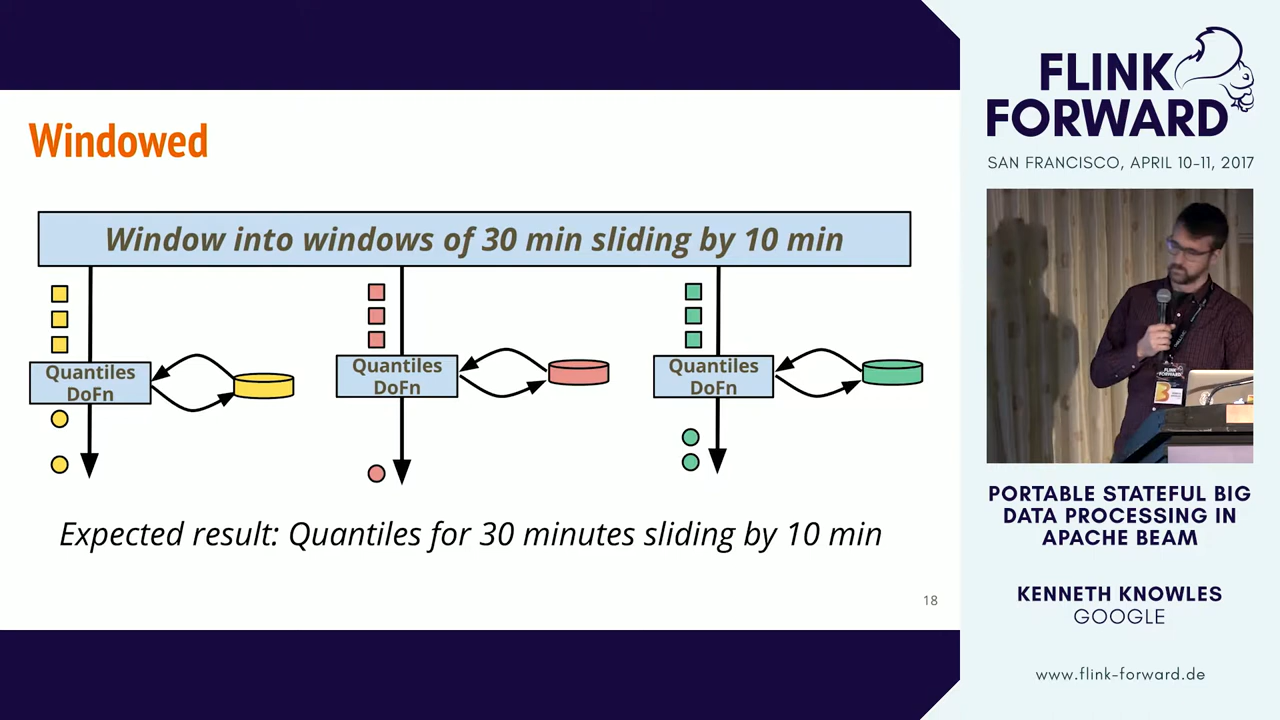 Windowed
Window into windows of 30 min sliding by 10 min
Quantiles
DoFn
Quantiles
DoFn
Quantiles
DoFn
Expected result: Quantiles for 30 minutes sliding by 10 min
18
FLINK
FORWARD
SAN FRANCISCO, APRIL 10-11, 2017
FLINK
FORWARD
PORTABLE STATEFUL BIG
DATA PROCESSING IN
APACHE BEAM
KENNETH KNOWLES
GOOGLE
www.flink-forward.de